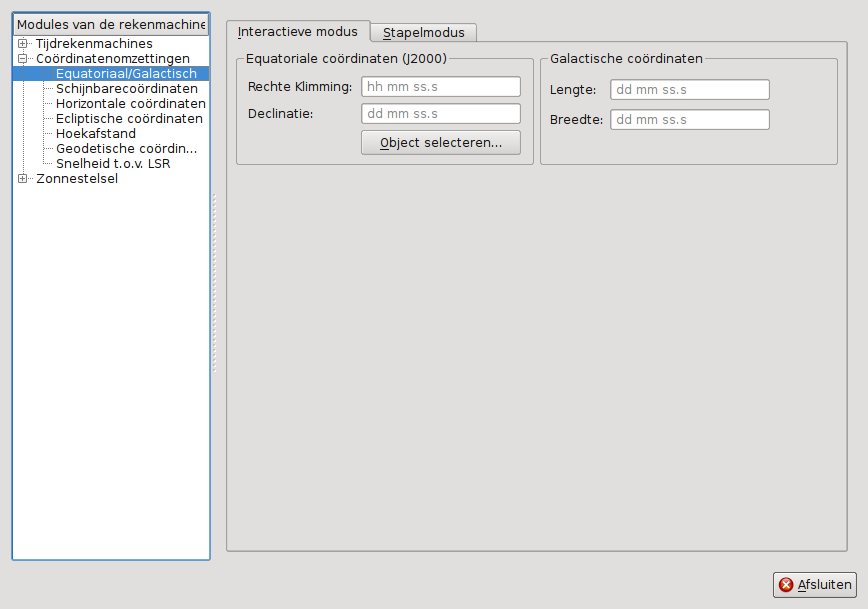 Modules van de rekenmachine
Tijdrekenmachines
Coördinatenomzettingen
Equatoriaal/Galactisch
Schijnbarecoördinaten
Horizontale coördinaten
Ecliptische coördinaten
Hoekafstand
Geodetische coördin...
Snelheid t.o.v. LSR
Zonnestelsel
Interactieve modus
Stapelmodus
Equatoriale coördinaten (J2000)
Rechte Klimming: hh mm ss.s
Declinatie: dd mm ss.s
Object selecteren...
Galactische coördinaten
Lengte: dd mm ss.s
Breedte: dd mm ss.s
Afsluiten